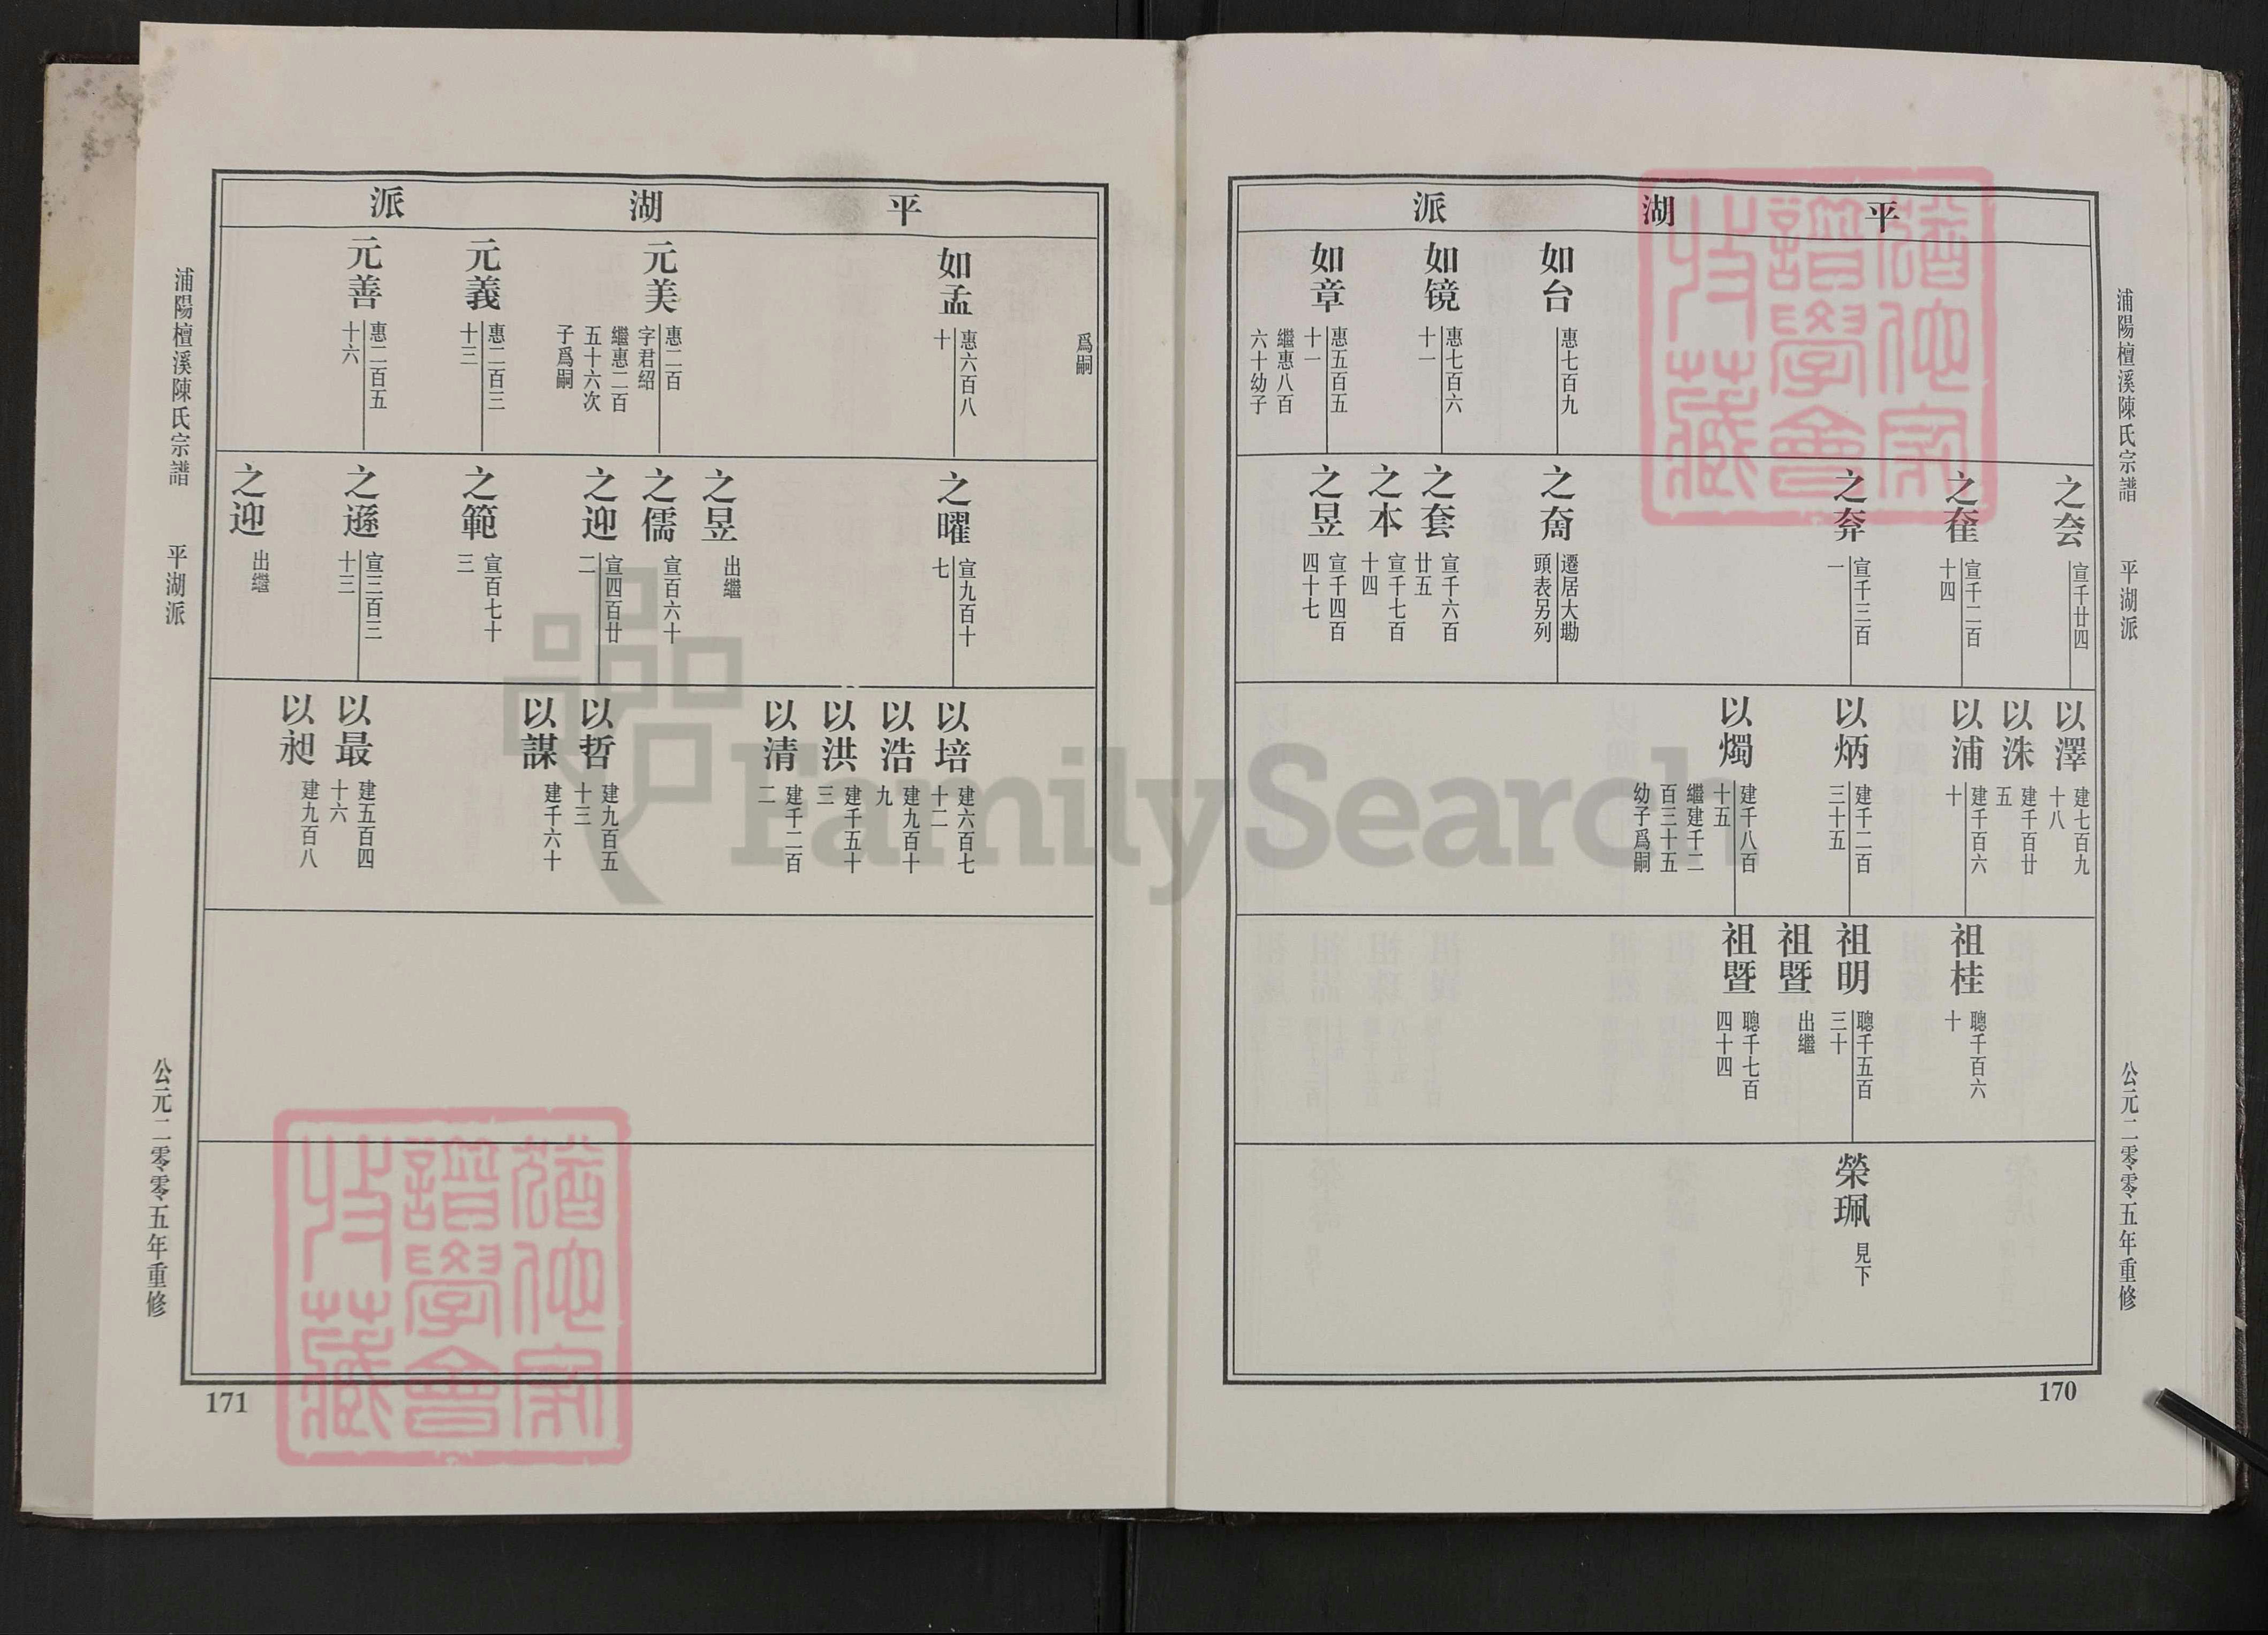 浦陽檀溪陳氏宗譜
平湖派
公元二零零五年重修
170
平湖派
如台
惠七百九
如镜
惠七百六
十一
如章
惠五百五
十一
繼惠八百
六十幼子
宣千廿四
宣千二百
十四
宣千三百
一
遷居大勘
頭表另列
之套
宣千六百
廿五
之本
宣千七百
十四
之昱
宣千四百
四十七
以澤
建七百九
十八
以洙
建千百廿
五
以浦
建千百六
十
以炳
建千二百
三十五
以燭
建千八百
十五
繼建千二
百三十五
幼子爲嗣
祖桂
聰千百六
十
祖明
聰千五百
三十
祖暨
出繼
祖暨
聰千七百
四十四
榮珮
見下
平湖派
爲嗣
如孟
惠六百八
十
元美
惠二百
字君紹
繼惠二百
五十六次
子爲嗣
元義
惠二百三
十三
元善
惠二百五
十六
之曜
宣九百十
七
之昱
出繼
之儒
宣百六十
之迎
宣四百廿
二
之範
宣百七十
三
之遜
宣三百三
十三
之迎
出繼
以培
建六百七
十二
以浩
建九百十
九
以洪
建千五十
三
以清
建千二百
二
以哲
建九百五
十三
以謀
建千六十
以最
建五百四
十六
以昶
建九百八
浦陽檀溪陳氏宗譜
平湖派
公元二零零五年重修
171
FamilySearch